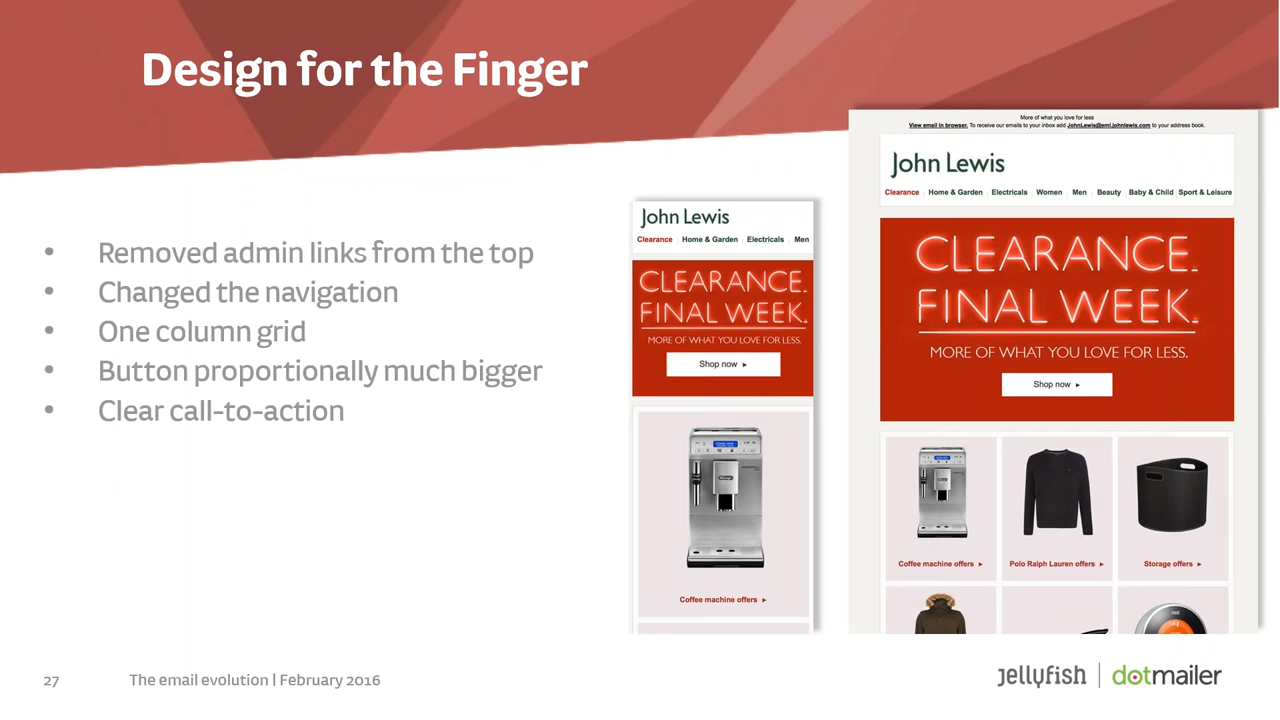 Design for the Finger
• Removed admin links from the top
• Changed the navigation
• One column grid
• Button proportionally much bigger
• Clear call-to-action
John Lewis
Clearance Home & Garden Electricals Men
CLEARANCE.
FINAL WEEK.
MORE OF WHAT YOU LOVE FOR LESS.
Shop now ►
Coffee machine offers ►
More of what you love for less
View email in browser. To receive our emails to your inbox add JohnLewis@eml.johnlewis.com to your address book.
John Lewis
Clearance Home & Garden Electricals Women Men Beauty Baby & Child Sport & Leisure
CLEARANCE.
FINAL WEEK.
MORE OF WHAT YOU LOVE FOR LESS.
Shop now ►
Coffee machine offers ► Polo Ralph Lauren offers ► Storage offers ►
27 The email evolution | February 2016
jellyfish | dotmailer